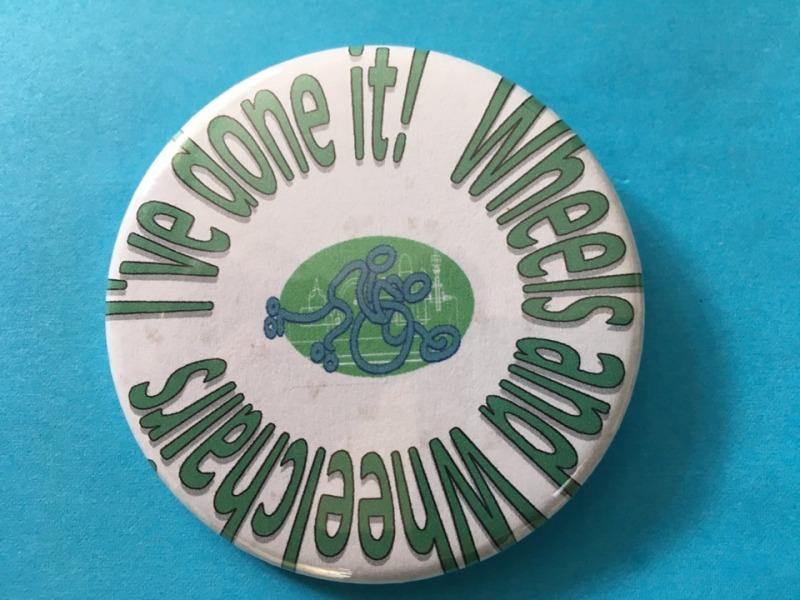 I've done it!
Wheels and Wheelchairs